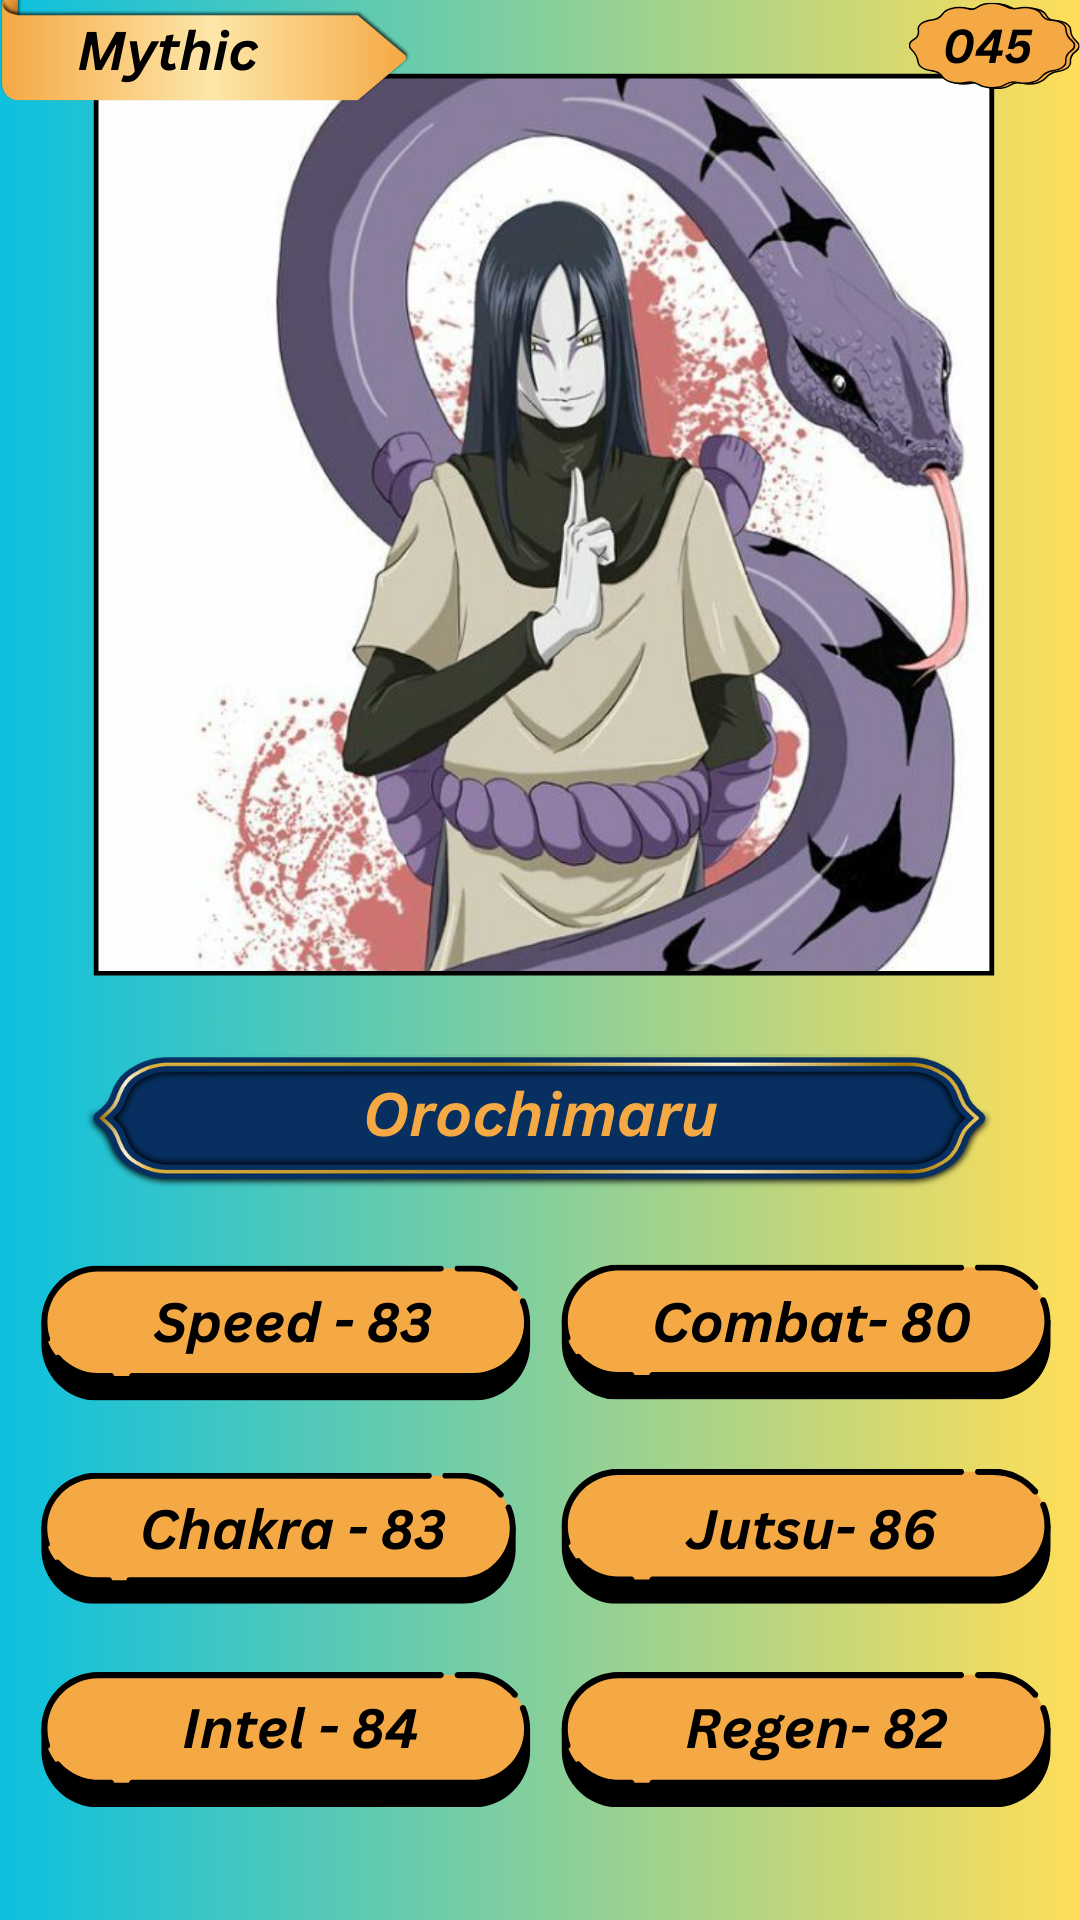 Mythic
045
Orochimaru
Speed - 83
Combat- 80
Chakra - 83
Jutsu- 86
Intel - 84
Regen- 82